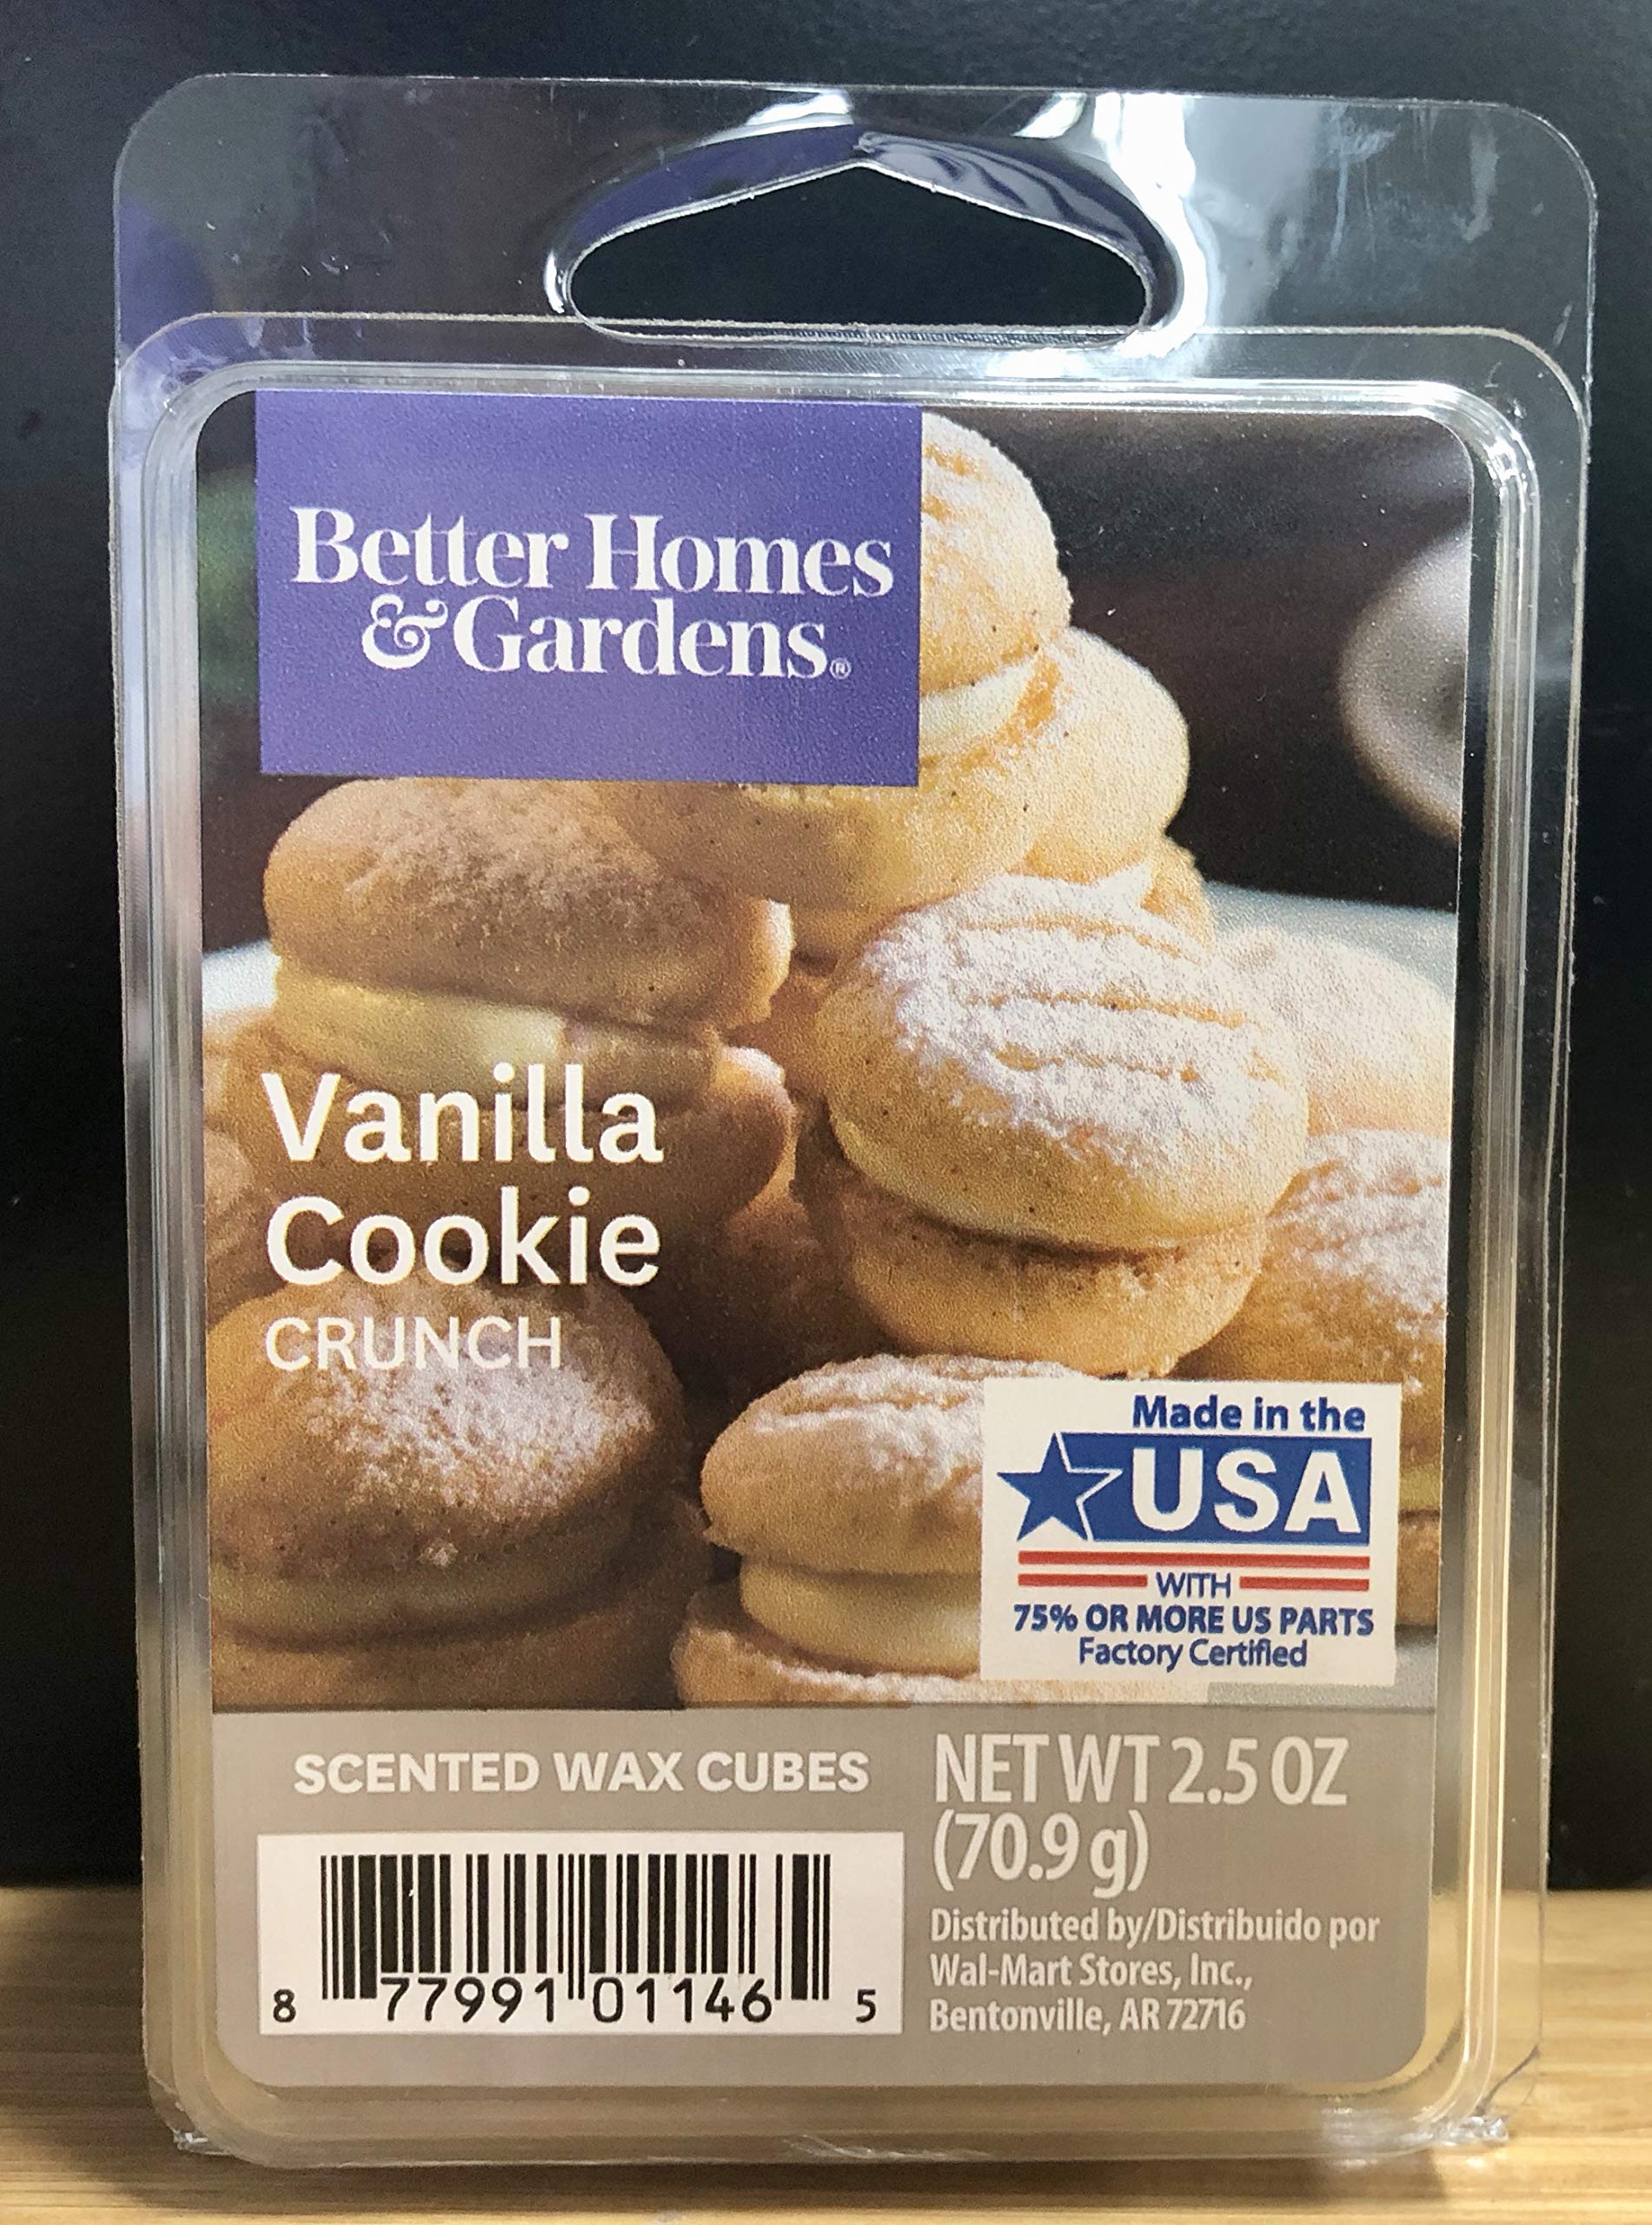 Better Homes
&Gardens®
Vanilla
Cookie
CRUNCH
Made in the
USA
WITH
75% OR MORE US PARTS
Factory Certified
SCENTED WAX CUBES
NET WT 2.5 OZ
(70.9 g)
Distributed by/Distribuido por
Wal-Mart Stores, Inc.,
Bentonville, AR 72716
8 77991 01146 5